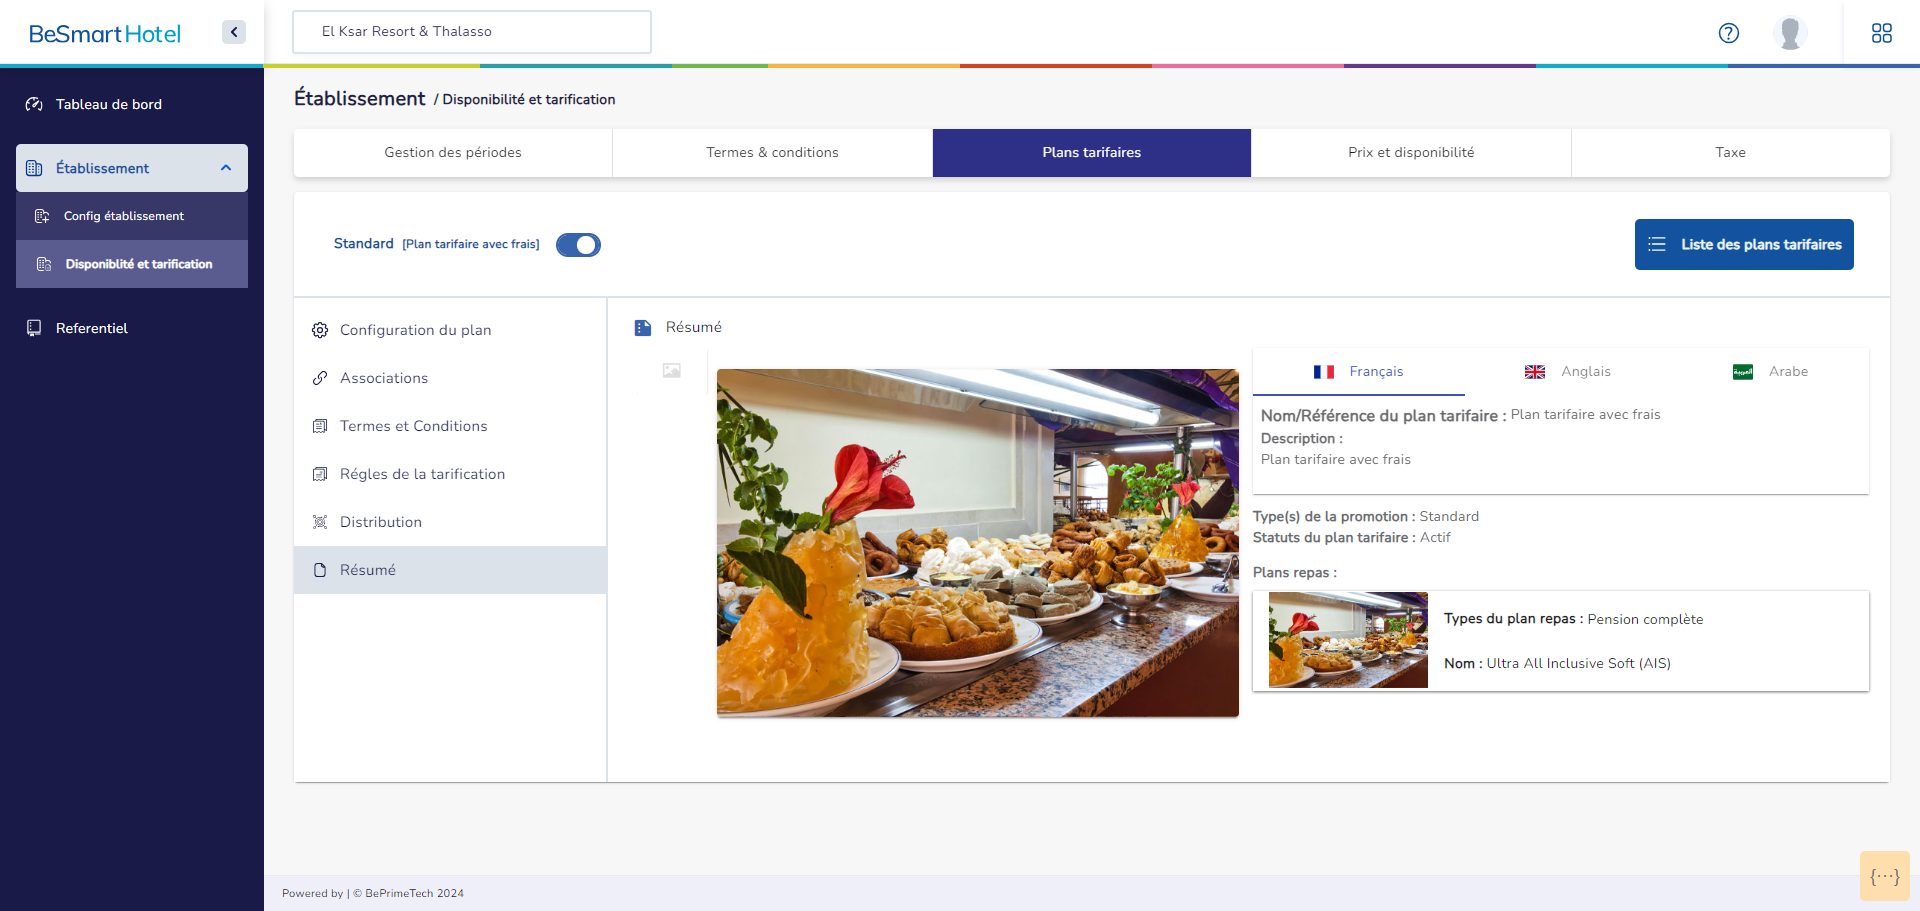 BeSmart Hotel
El Ksar Resort & Thalasso
Tableau de bord
Établissement
Config établissement
Disponiblité et tarification
Referentiel
Établissement / Disponibilité et tarification
Gestion des périodes
Termes & conditions
Plans tarifaires
Prix et disponibilité
Taxe
Standard [Plan tarifaire avec frais]
Liste des plans tarifaires
Configuration du plan
Associations
Termes et Conditions
Régles de la tarification
Distribution
Résumé
Résumé
Français
Anglais
العربية
Arabe
Nom/Référence du plan tarifaire : Plan tarifaire avec frais
Description :
Plan tarifaire avec frais
Type(s) de la promotion : Standard
Statuts du plan tarifaire : Actif
Plans repas :
Types du plan repas : Pension complète
Nom : Ultra All Inclusive Soft (AIS)
Powered by | © BePrimeTech 2024
{···}